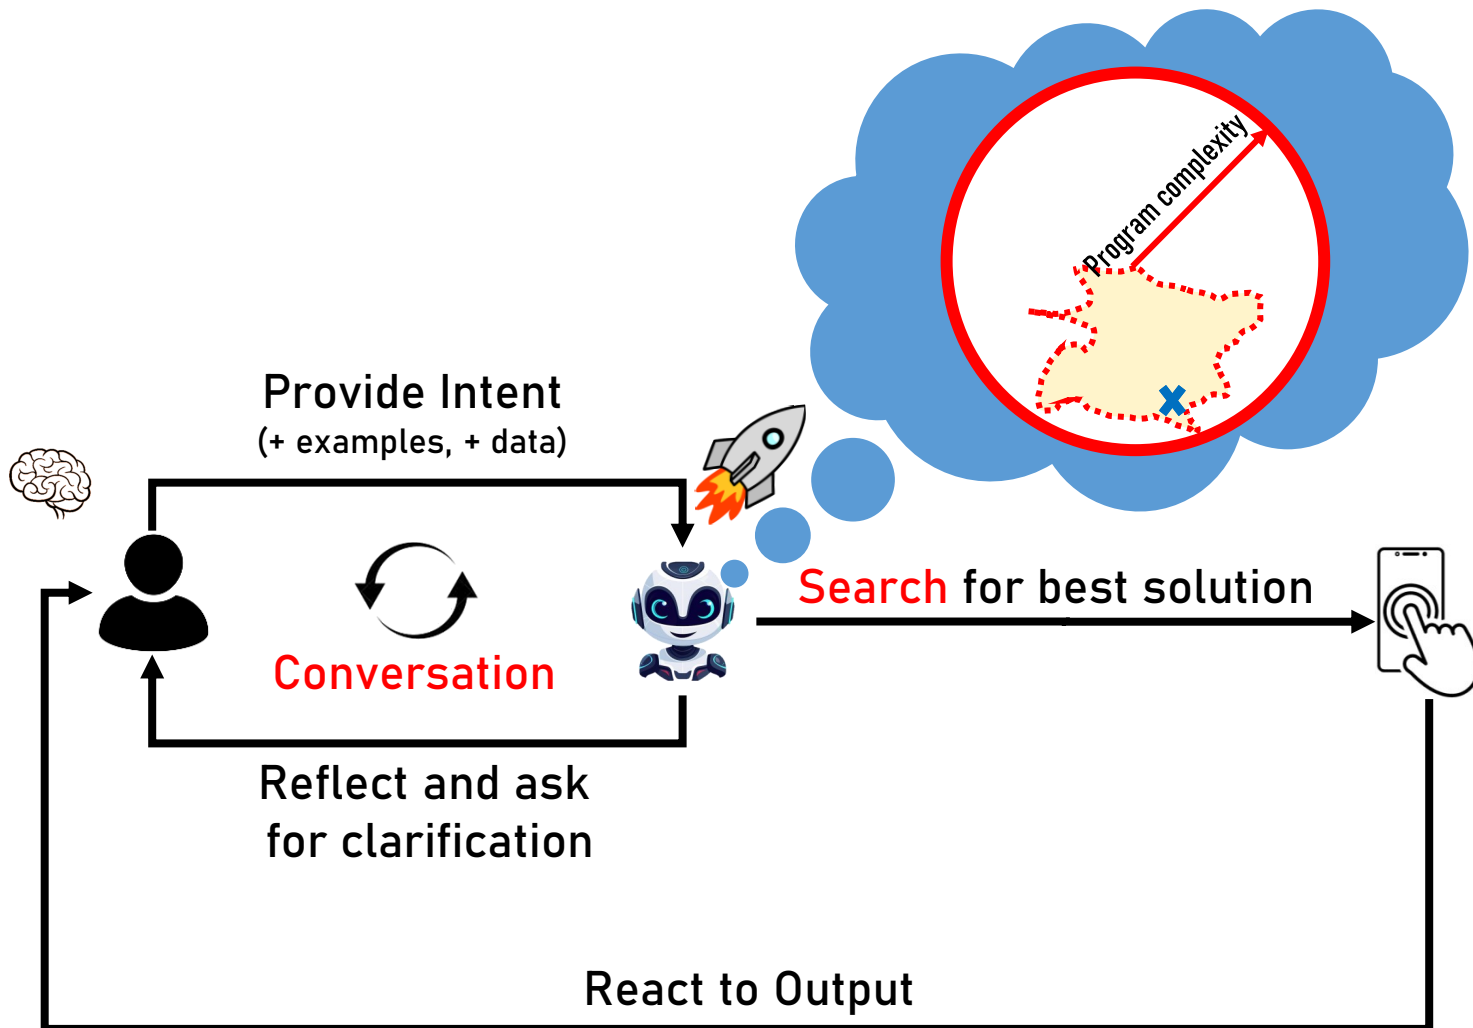 Program complexity
Provide Intent
(+ examples, + data)
Search for best solution
Conversation
Reflect and ask
for clarification
React to Output